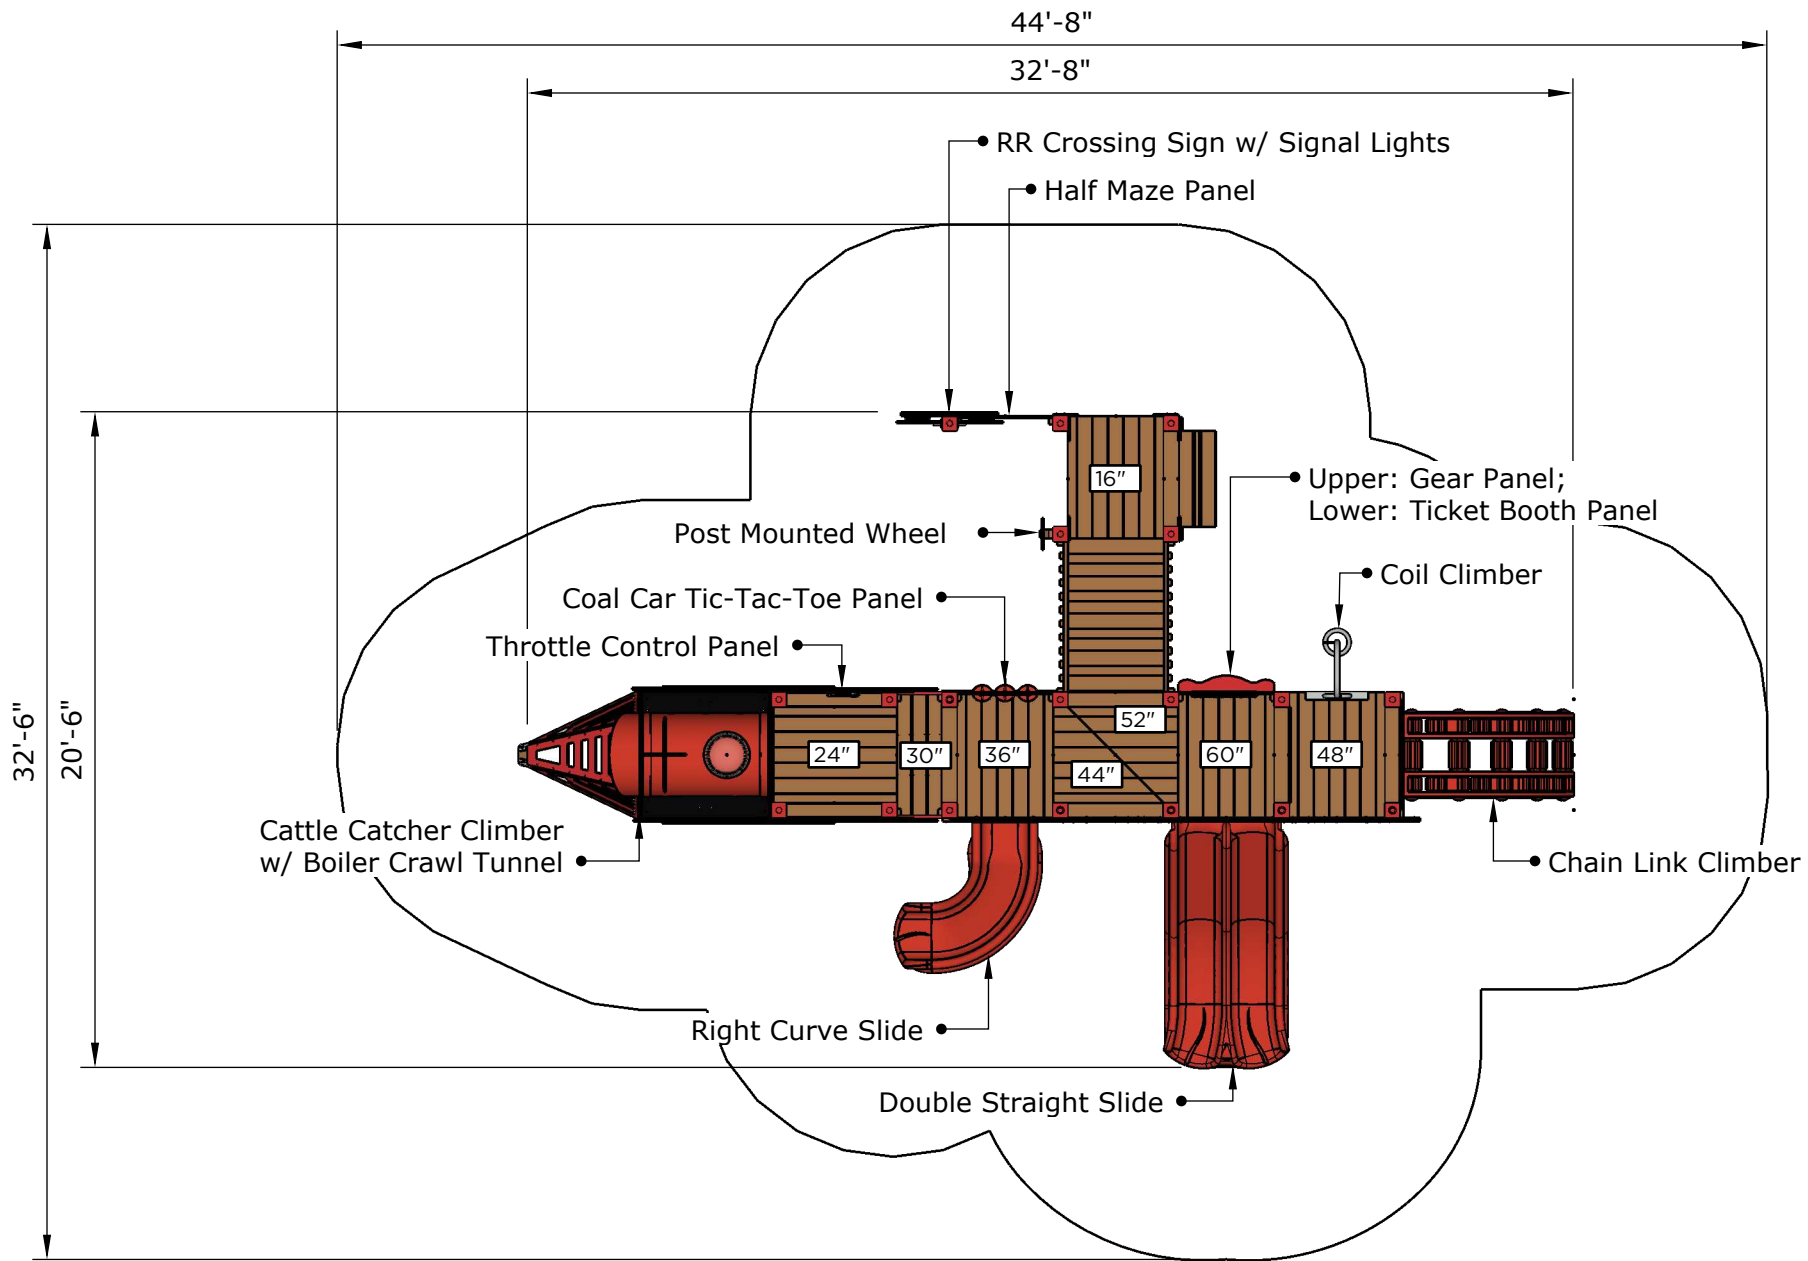 44'-8"
32'-8"
RR Crossing Sign w/ Signal Lights
Half Maze Panel
16"
Upper: Gear Panel;
Lower: Ticket Booth Panel
Post Mounted Wheel
Coil Climber
Coal Car Tic-Tac-Toe Panel
Throttle Control Panel
32'-6"
20'-6"
52"
24"
30"
36"
44"
60"
48"
Cattle Catcher Climber
w/ Boiler Crawl Tunnel
Chain Link Climber
Right Curve Slide
Double Straight Slide